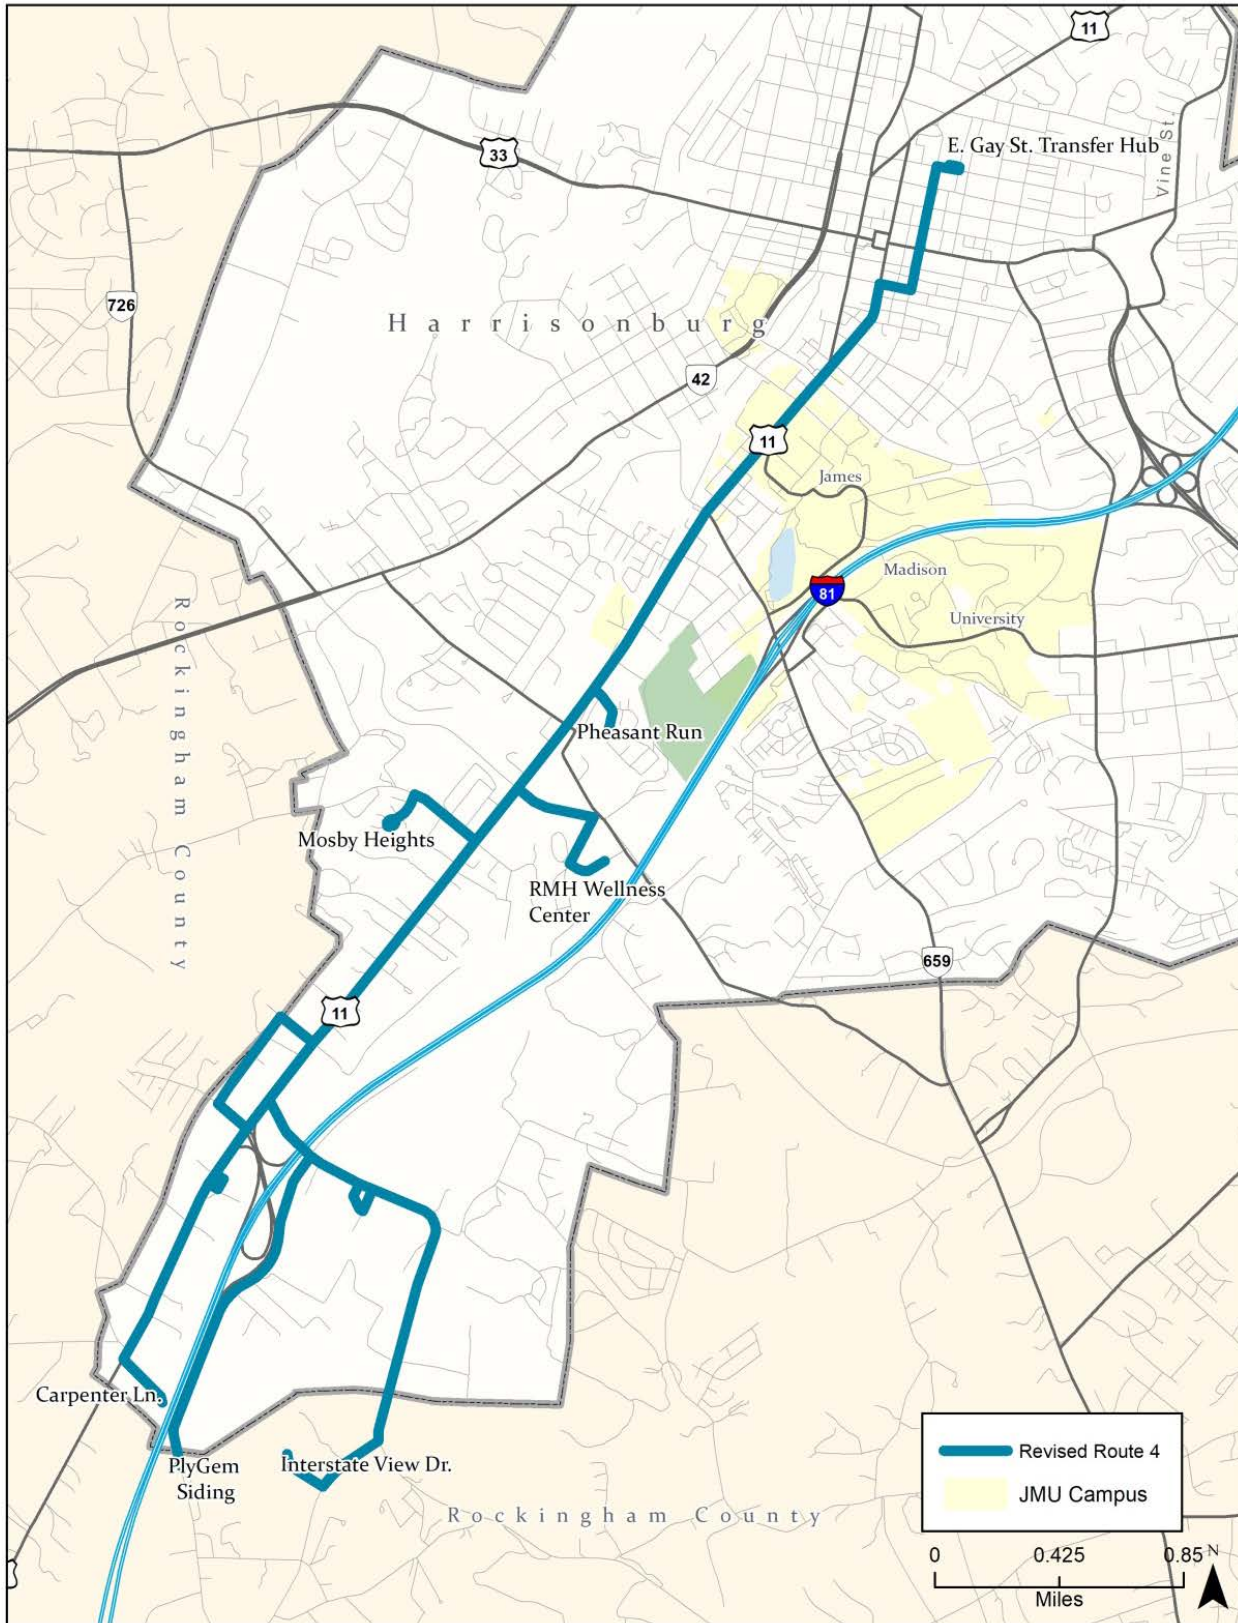 11
Vine St.
E. Gay St. Transfer Hub
33
726
Harrisonburg
42
11
James
Madison
81
University
Rockingham County
Pheasant Run
Mosby Heights
RMH Wellness
Center
659
11
Carpenter Ln.
PlyGem
Siding
Interstate View Dr.
Rockingham County
Revised Route 4
JMU Campus
0 0.425 0.85
Miles
N